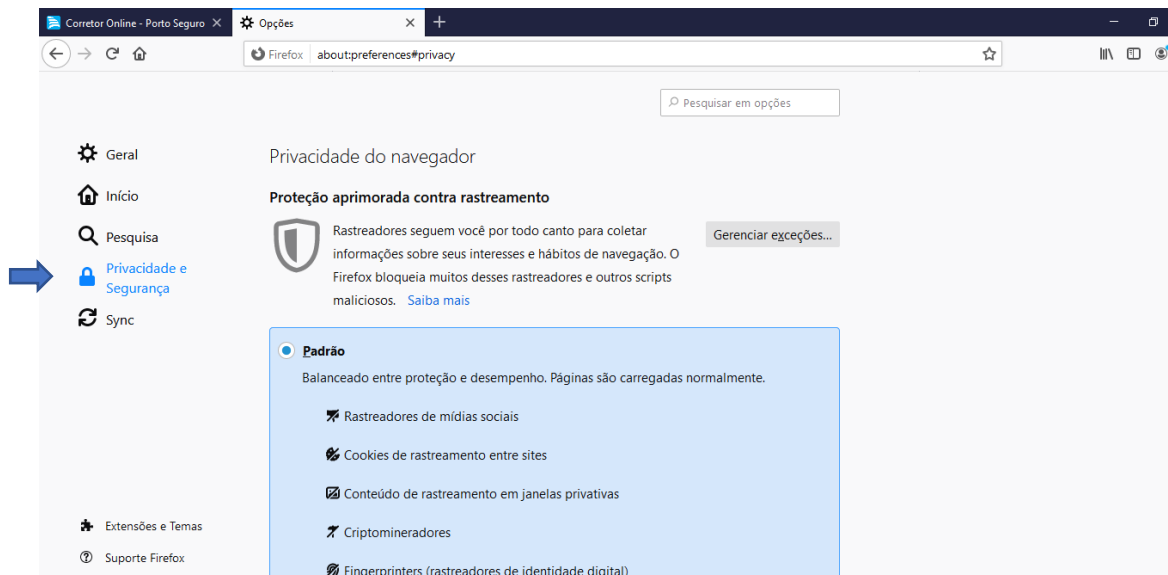 Corretor Online - Porto Seguro
Opções
Firefox about:preferences#privacy
Pesquisar em opções
Geral
Início
Pesquisa
Privacidade e
Segurança
Sync
Extensões e Temas
Suporte Firefox
Privacidade do navegador
Proteção aprimorada contra rastreamento
Rastreadores seguem você por todo canto para coletar
informações sobre seus interesses e hábitos de navegação. O
Firefox bloqueia muitos desses rastreadores e outros scripts
maliciosos. Saiba mais
Gerenciar exceções...
Padrão
Balanceado entre proteção e desempenho. Páginas são carregadas normalmente.
Rastreadores de mídias sociais
Cookies de rastreamento entre sites
Conteúdo de rastreamento em janelas privativas
Criptomineradores
Fingerprinters (rastreadores de identidade digital)